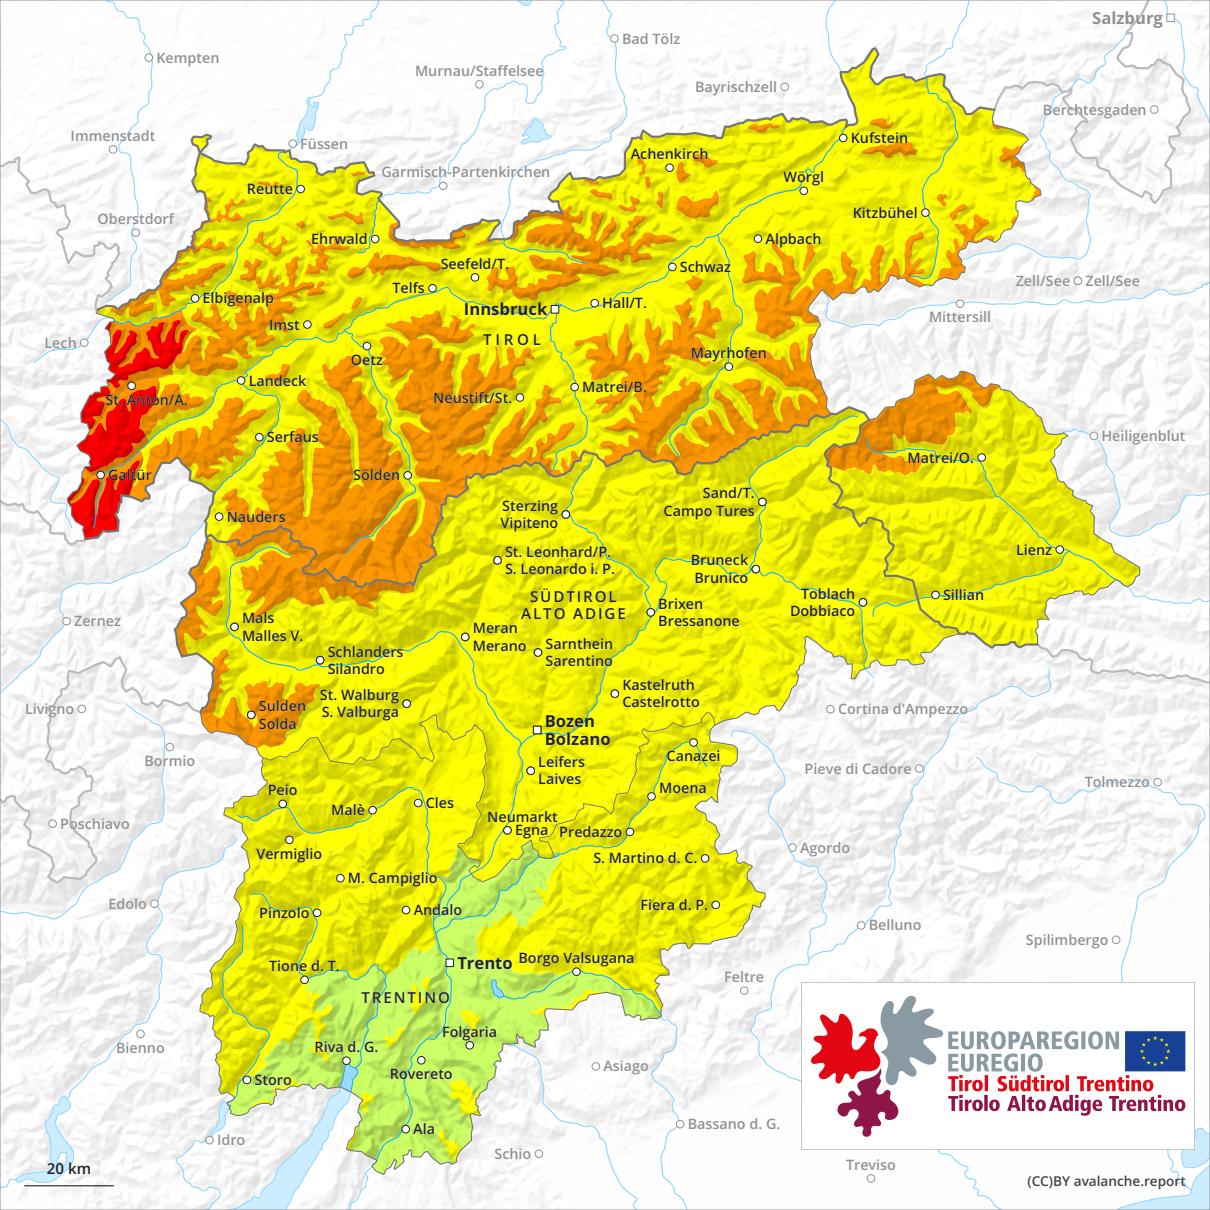 Salzburg
Bad Tölz
Kempten
Murnau/Staffelsee
Bayrischzell
Berchtesgaden
Immenstadt
Füssen
Kufstein
Achenkirch
Garmisch-Partenkirchen
Wörgl
Reutte
Oberstdorf
Kitzbühel
Ehrwald
Alpbach
Seefeld/T.
Schwaz
Zell/See
Zell/See
Telfs
Elbigenalp
Innsbruck
Hall/T.
Mittersill
Imst
Lech
TIROL
Oetz
Mayrhofen
Landeck
Matrei/B.
St. Anton/A.
Neustift/St.
Serfaus
Heiligenblut
Matrei/O.
Galtür
Sölden
Sand/T.
Campo Tures
Sterzing
Vipiteno
Nauders
St. Leonhard/P.
S. Leonardo i. P.
Lienz
Bruneck
Brunico
SÜDTIROL
ALTO ADIGE
Toblach
Dobbiaco
Sillian
Brixen
Bressanone
Zernez
Mals
Malles V.
Meran
Merano
Sarnthein
Sarentino
Schlanders
Silandro
Kastelruth
Castelrotto
St. Walburg
S. Valburga
Livigno
Sulden
Solda
Cortina d'Ampezzo
Bozen
Bolzano
Bormio
Canazei
Leifers
Laives
Pieve di Cadore
Tolmezzo
Peio
Moena
Malè
Cles
Neumarkt
Egna
Predazzo
Poschiavo
Vermiglio
Agordo
S. Martino d. C.
M. Campiglio
Edolo
Pinzolo
Andalo
Fiera d. P.
Belluno
Spilimbergo
Trento
Borgo Valsugana
Tione d. T.
Feltre
TRENTINO
Folgaria
Bienno
Riva d. G.
Rovereto
Asiago
Storo
Ala
Idro
Schio
Bassano d. G.
Treviso
EUROPAREGION
EUREGIO
Tirol Südtirol Trentino
Tirolo Alto Adige Trentino
20 km
(CC)BY avalanche.report